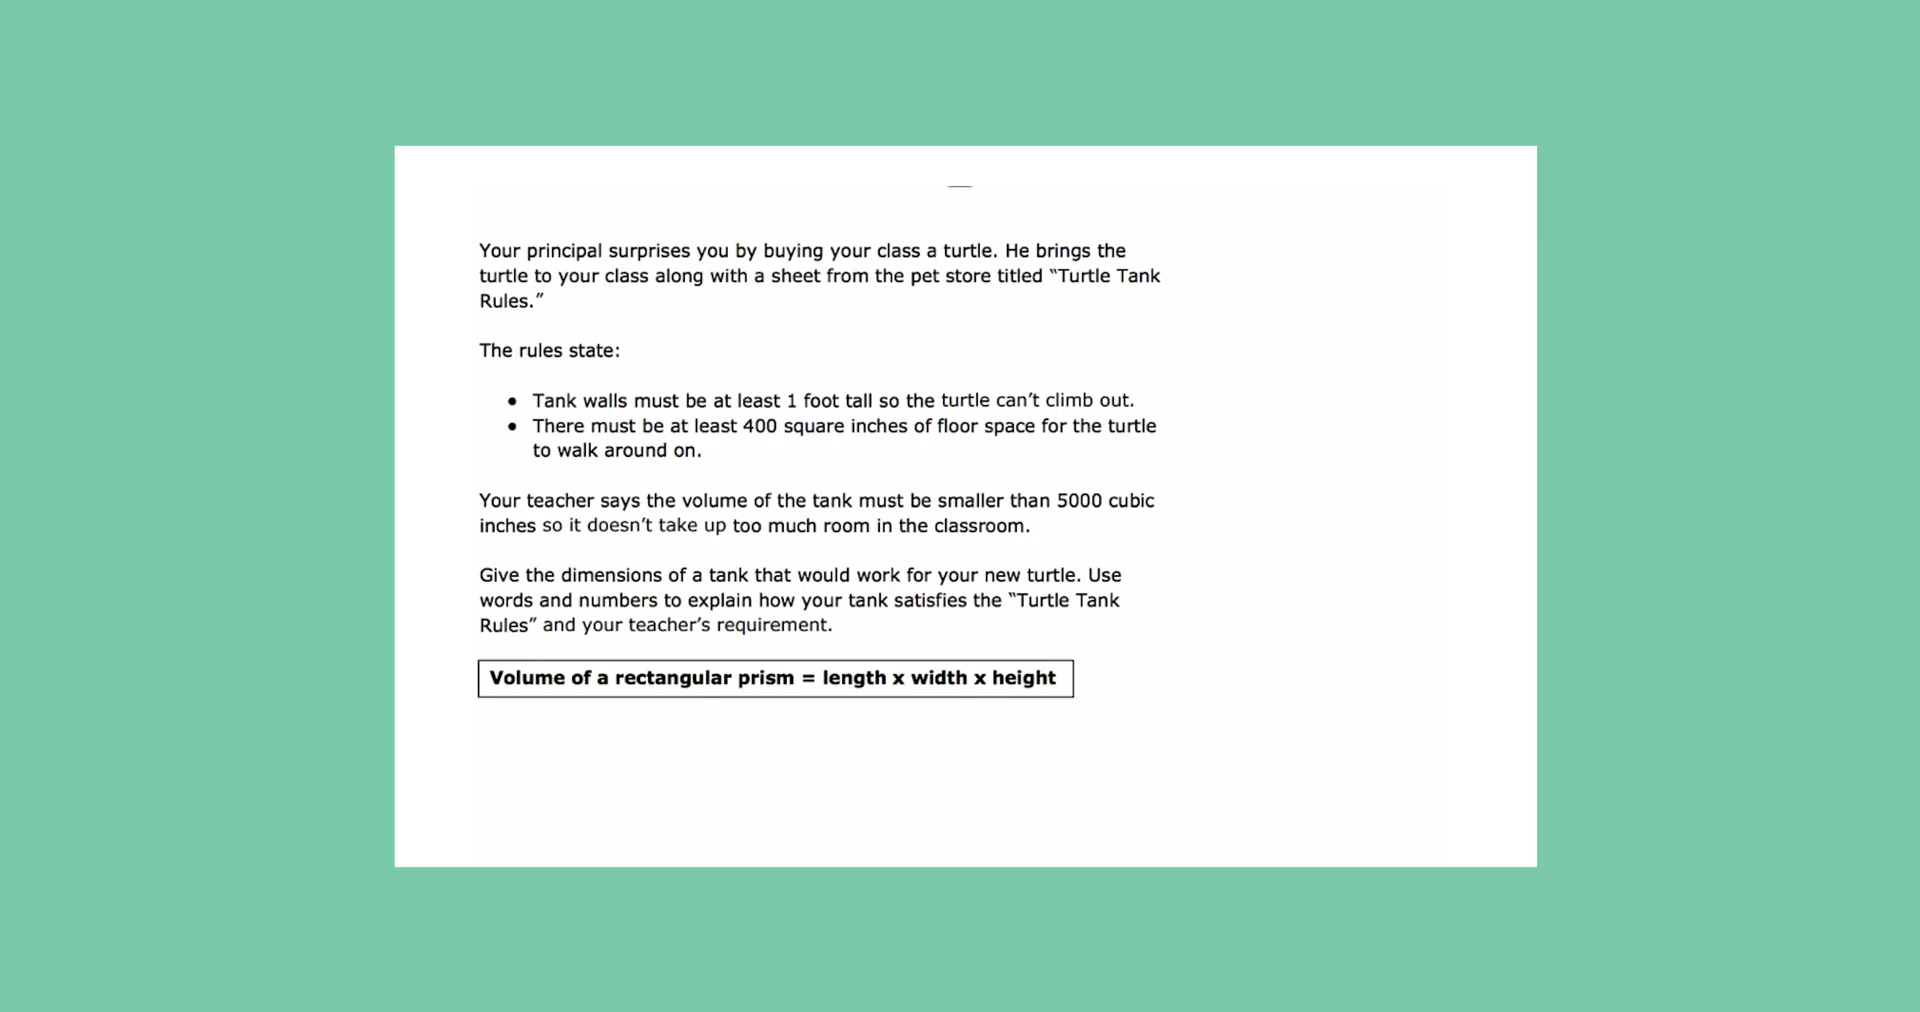 Your principal surprises you by buying your class a turtle. He brings the
turtle to your class along with a sheet from the pet store titled “Turtle Tank
Rules.”
The rules state:
• Tank walls must be at least 1 foot tall so the turtle can’t climb out.
• There must be at least 400 square inches of floor space for the turtle
to walk around on.
Your teacher says the volume of the tank must be smaller than 5000 cubic
inches so it doesn’t take up too much room in the classroom.
Give the dimensions of a tank that would work for your new turtle. Use
words and numbers to explain how your tank satisfies the “Turtle Tank
Rules” and your teacher’s requirement.
Volume of a rectangular prism = length x width x height